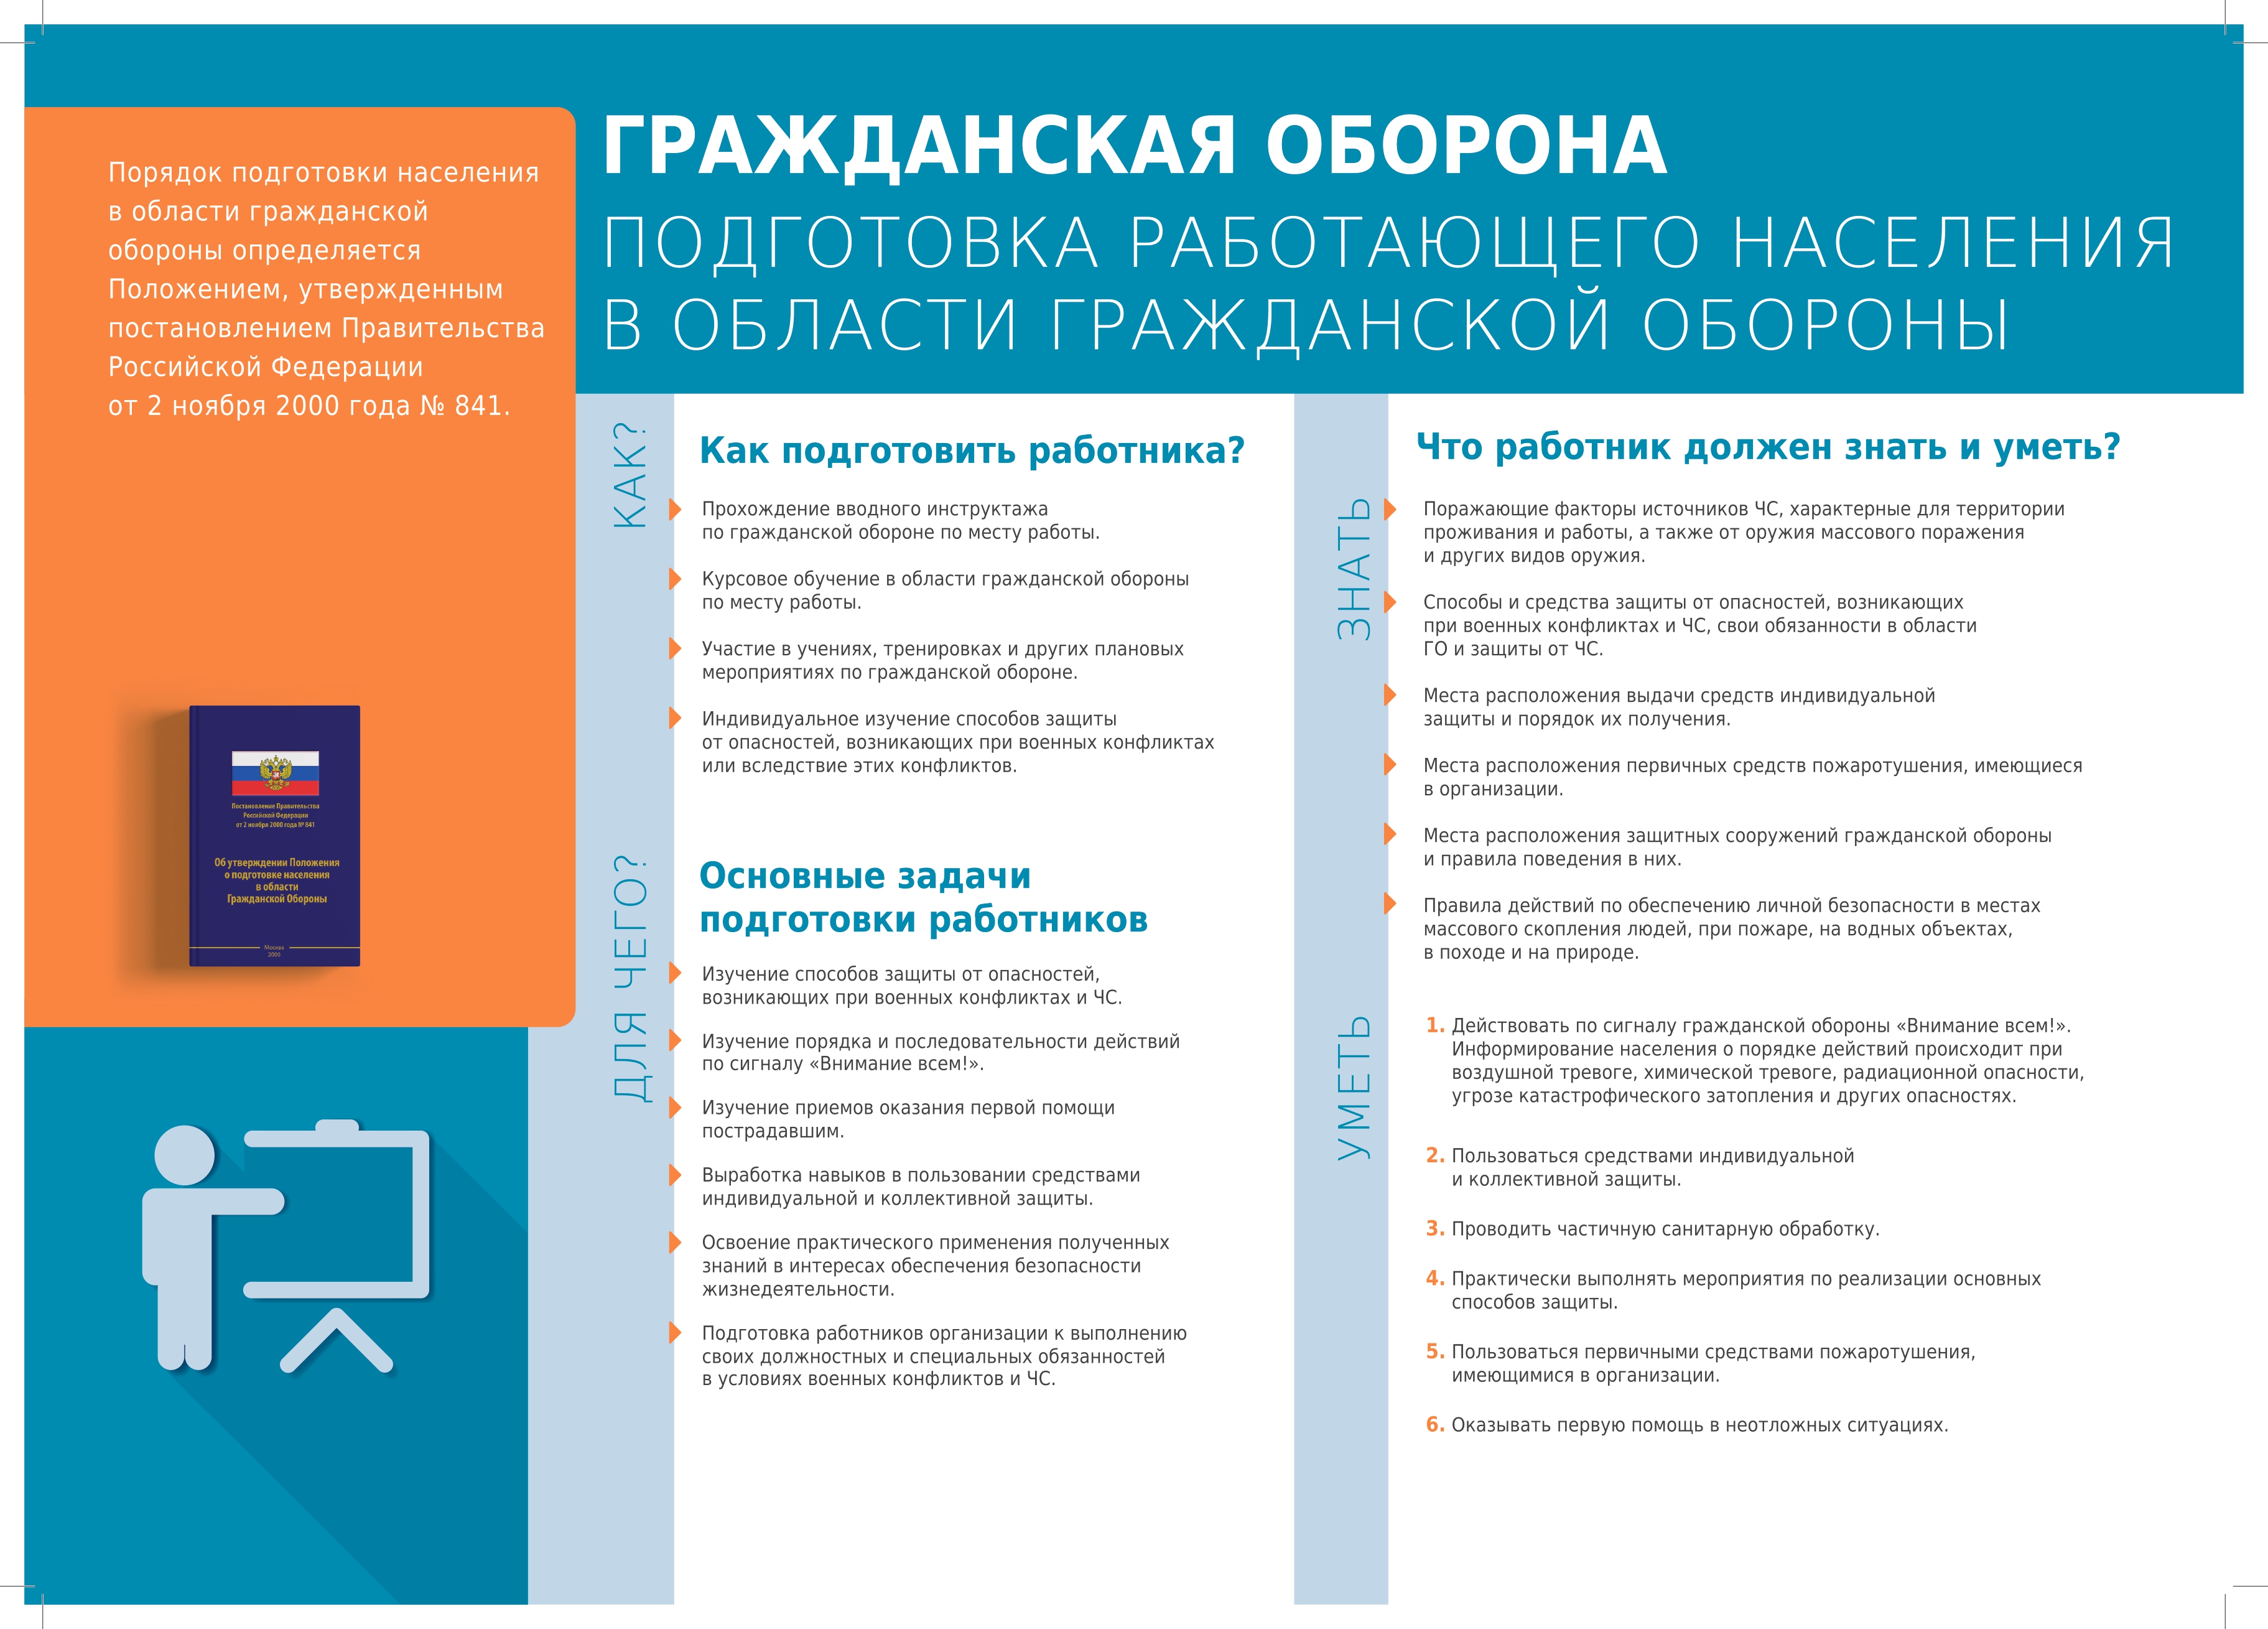 ГРАЖДАНСКАЯ ОБОРОНА
ПОДГОТОВКА РАБОТАЮЩЕГО НАСЕЛЕНИЯ
В ОБЛАСТИ ГРАЖДАНСКОЙ ОБОРОНЫ
Порядок подготовки населения
в области гражданской
обороны определяется
Положением, утвержденным
постановлением Правительства
Российской Федерации
от 2 ноября 2000 года № 841.
Постановление Правительства
Российской Федерации
от 2 ноября 2000 года № 841
Об утверждении Положения
о подготовке населения
в области
Гражданской Обороны
Москва
2000
КАК?
Как подготовить работника?
Прохождение вводного инструктажа
по гражданской обороне по месту работы.
Курсовое обучение в области гражданской обороны
по месту работы.
Участие в учениях, тренировках и других плановых
мероприятиях по гражданской обороне.
Индивидуальное изучение способов защиты
от опасностей, возникающих при военных конфликтах
или вследствие этих конфликтов.
ДЛЯ ЧЕГО?
Основные задачи
подготовки работников
Изучение способов защиты от опасностей,
возникающих при военных конфликтах и ЧС.
Изучение порядка и последовательности действий
по сигналу «Внимание всем!».
Изучение приемов оказания первой помощи
пострадавшим.
Выработка навыков в пользовании средствами
индивидуальной и коллективной защиты.
Освоение практического применения полученных
знаний в интересах обеспечения безопасности
жизнедеятельности.
Подготовка работников организации к выполнению
своих должностных и специальных обязанностей
в условиях военных конфликтов и ЧС.
Что работник должен знать и уметь?
ЗНАТЬ
Поражающие факторы источников ЧС, характерные для территории
проживания и работы, а также от оружия массового поражения
и других видов оружия.
Способы и средства защиты от опасностей, возникающих
при военных конфликтах и ЧС, свои обязанности в области
ГО и защиты от ЧС.
Места расположения выдачи средств индивидуальной
защиты и порядок их получения.
Места расположения первичных средств пожаротушения, имеющиеся
в организации.
Места расположения защитных сооружений гражданской обороны
и правила поведения в них.
Правила действий по обеспечению личной безопасности в местах
массового скопления людей, при пожаре, на водных объектах,
в походе и на природе.
УМЕТЬ
1. Действовать по сигналу гражданской обороны «Внимание всем!».
Информирование населения о порядке действий происходит при
воздушной тревоге, химической тревоге, радиационной опасности,
угрозе катастрофического затопления и других опасностях.
2. Пользоваться средствами индивидуальной
и коллективной защиты.
3. Проводить частичную санитарную обработку.
4. Практически выполнять мероприятия по реализации основных
способов защиты.
5. Пользоваться первичными средствами пожаротушения,
имеющимися в организации.
6. Оказывать первую помощь в неотложных ситуациях.